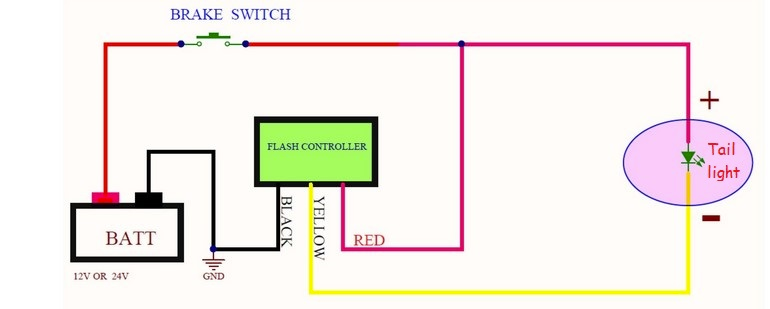 BRAKE SWITCH
FLASH CONTROLLER
+
Tail
light
-
BLACK
YELLOW
RED
BATT
12V OR 24V
GND